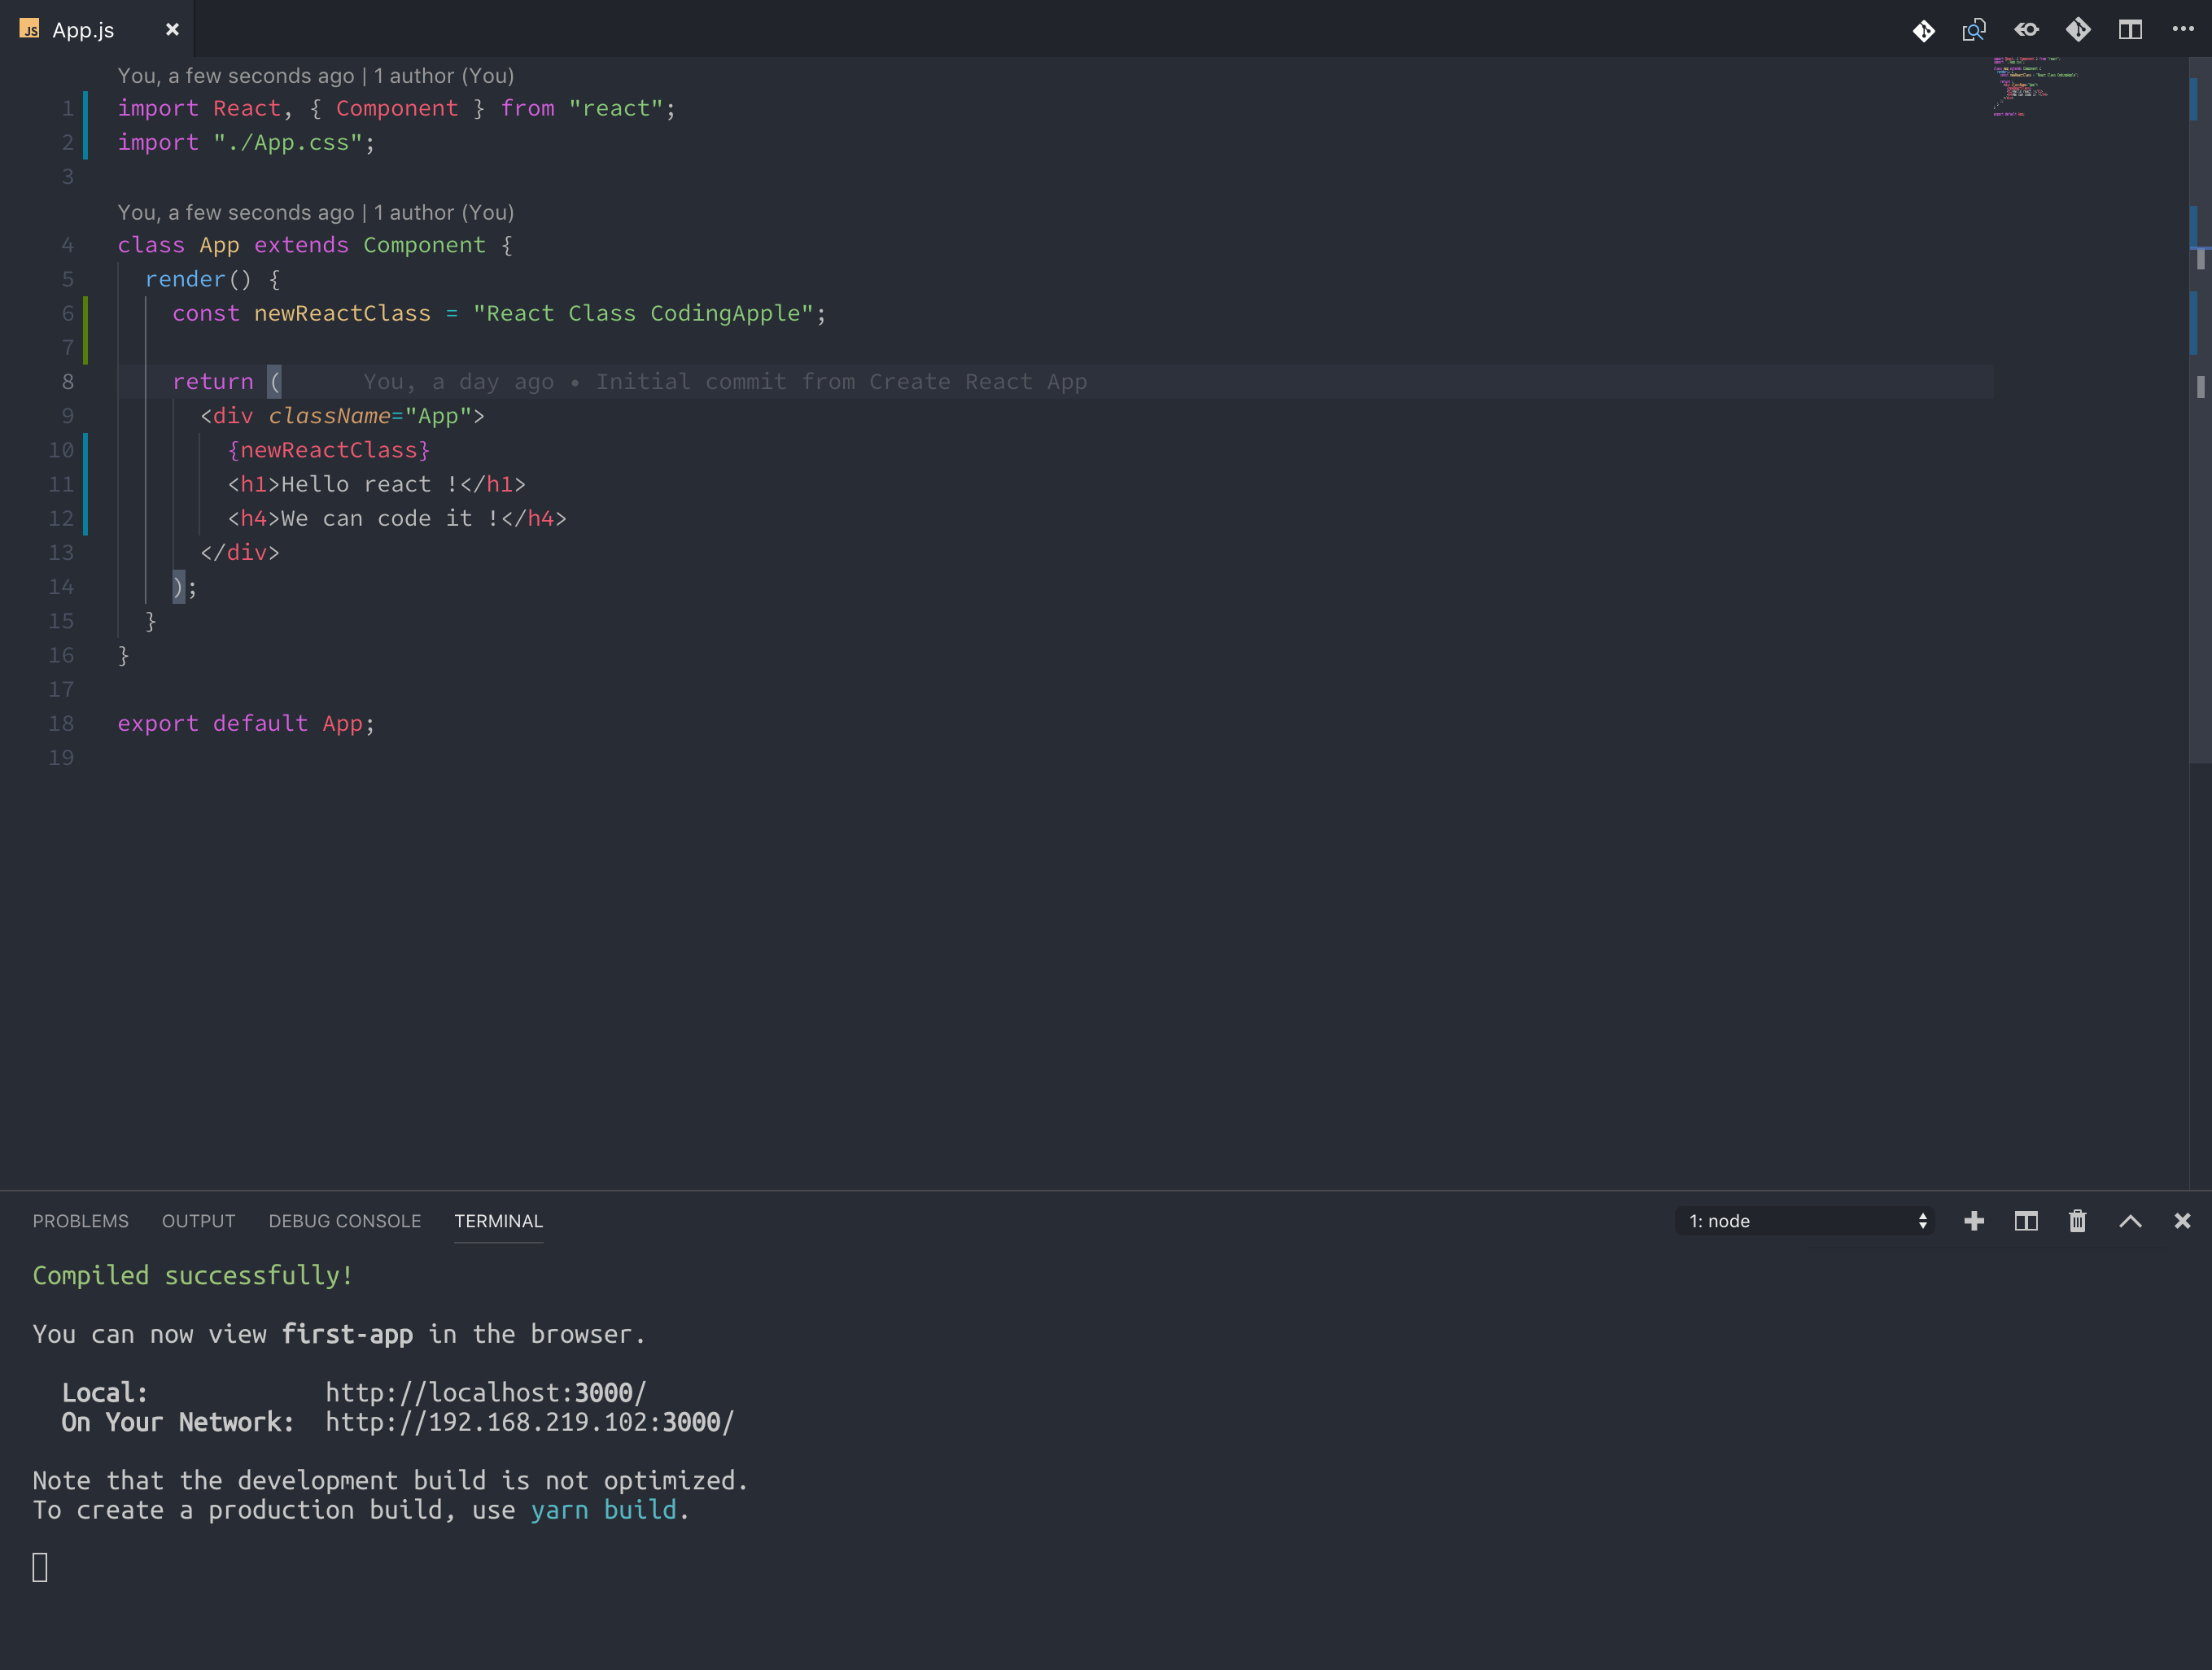 JS App.js
You, a few seconds ago | 1 author (You)
1 import React, { Component } from "react";
2 import "./App.css";
3
You, a few seconds ago | 1 author (You)
4 class App extends Component {
5 render() {
6 const newReactClass = "React Class CodingApple";
7
8 return ( You, a day ago • Initial commit from Create React App
9 <div className="App">
10 {newReactClass}
11 <h1>Hello react !</h1>
12 <h4>We can code it !</h4>
13 </div>
14 );
15 }
16 }
17
18 export default App;
19
PROBLEMS OUTPUT DEBUG CONSOLE TERMINAL 1: node
Compiled successfully!
You can now view first-app in the browser.
Local: http://localhost:3000/
On Your Network: http://192.168.219.102:3000/
Note that the development build is not optimized.
To create a production build, use yarn build.